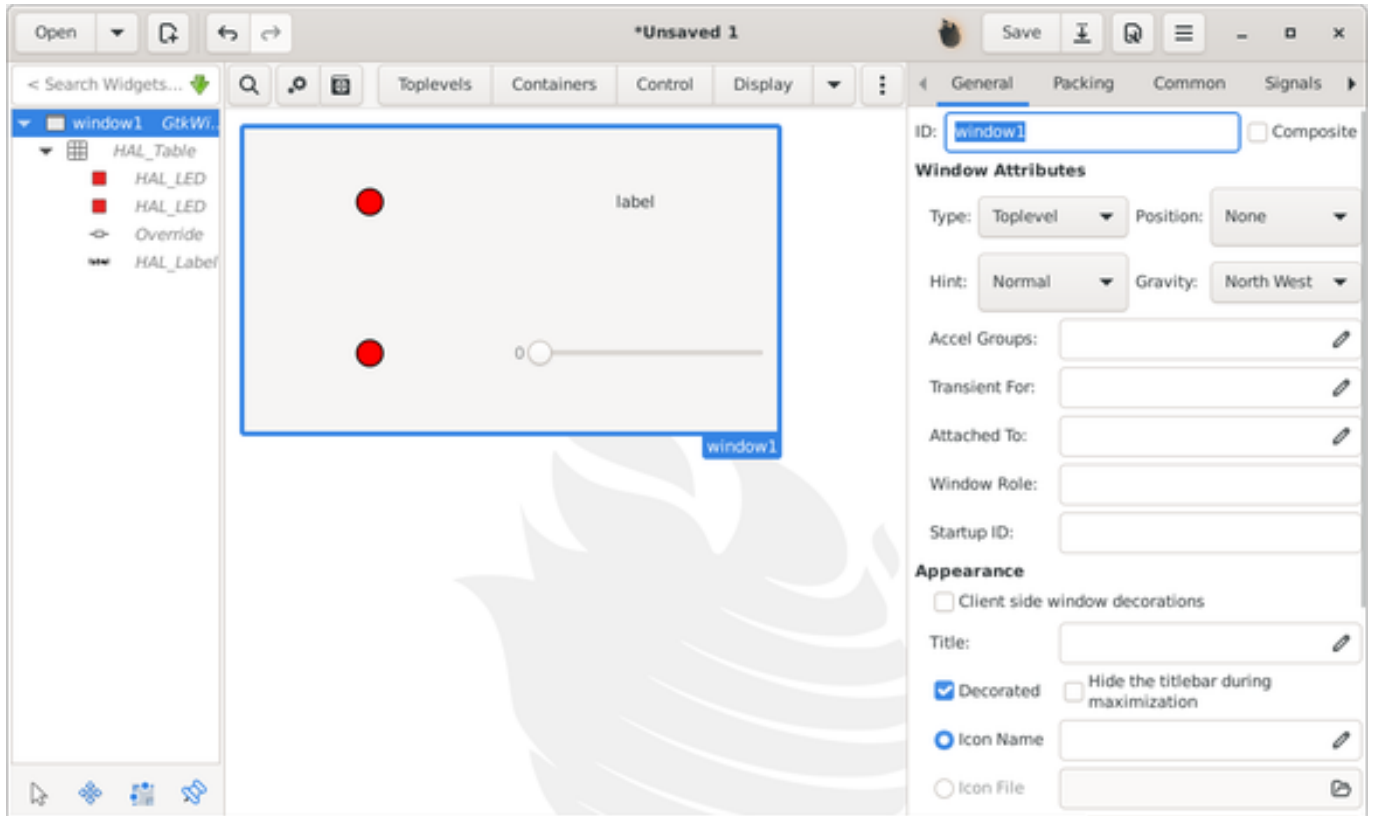 Open
*Unsaved 1
Save
< Search Widgets...
Toplevels
Containers
Control
Display
General
Packing
Common
Signals
window1 GtkWi..
HAL_Table
HAL_LED
HAL_LED
Override
HAL_Label
label
0
window1
ID: window1
Composite
Window Attributes
Type: Toplevel
Position: None
Hint: Normal
Gravity: North West
Accel Groups:
Transient For:
Attached To:
Window Role:
Startup ID:
Appearance
Client side window decorations
Title:
Decorated
Hide the titlebar during
maximization
Icon Name
Icon File